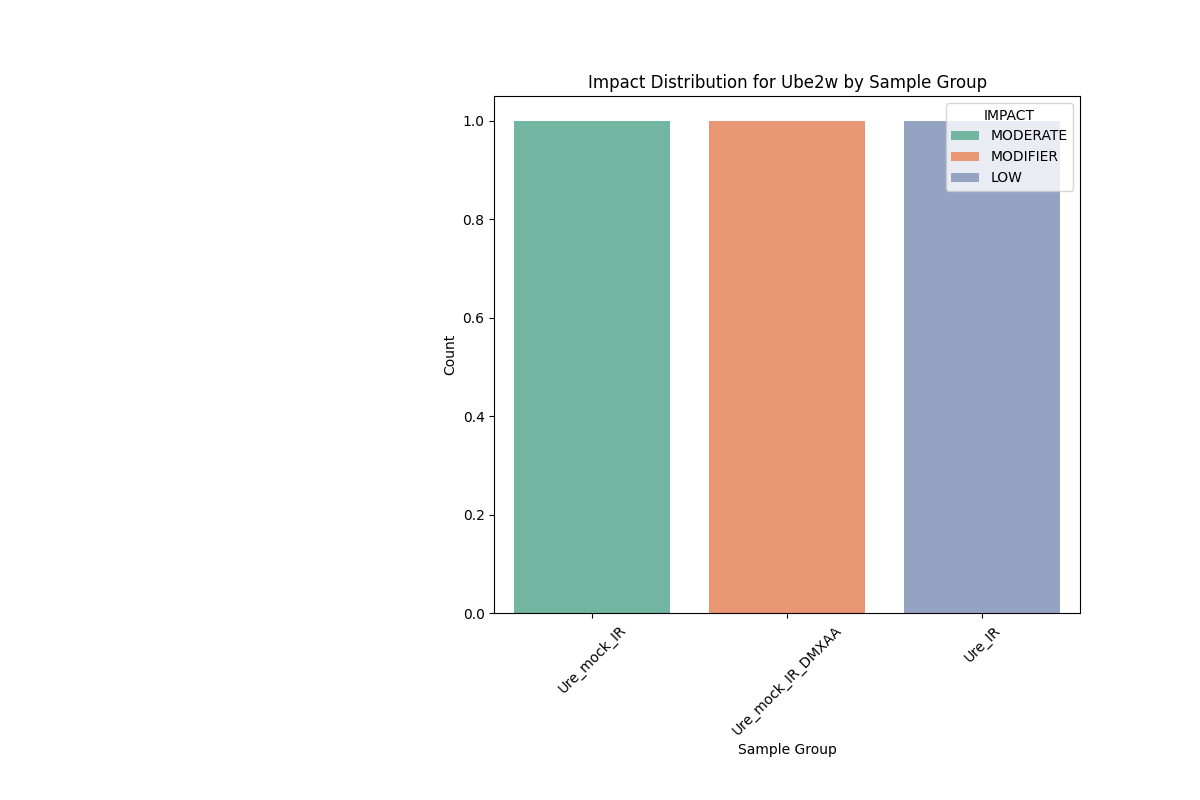 Impact Distribution for Ube2w by Sample Group
IMPACT
MODERATE
MODIFIER
LOW
1.0
0.8
0.6
0.4
0.2
0.0
Count
Ure_mock_IR
Ure_mock_IR_DMXAA
Ure_IR
Sample Group